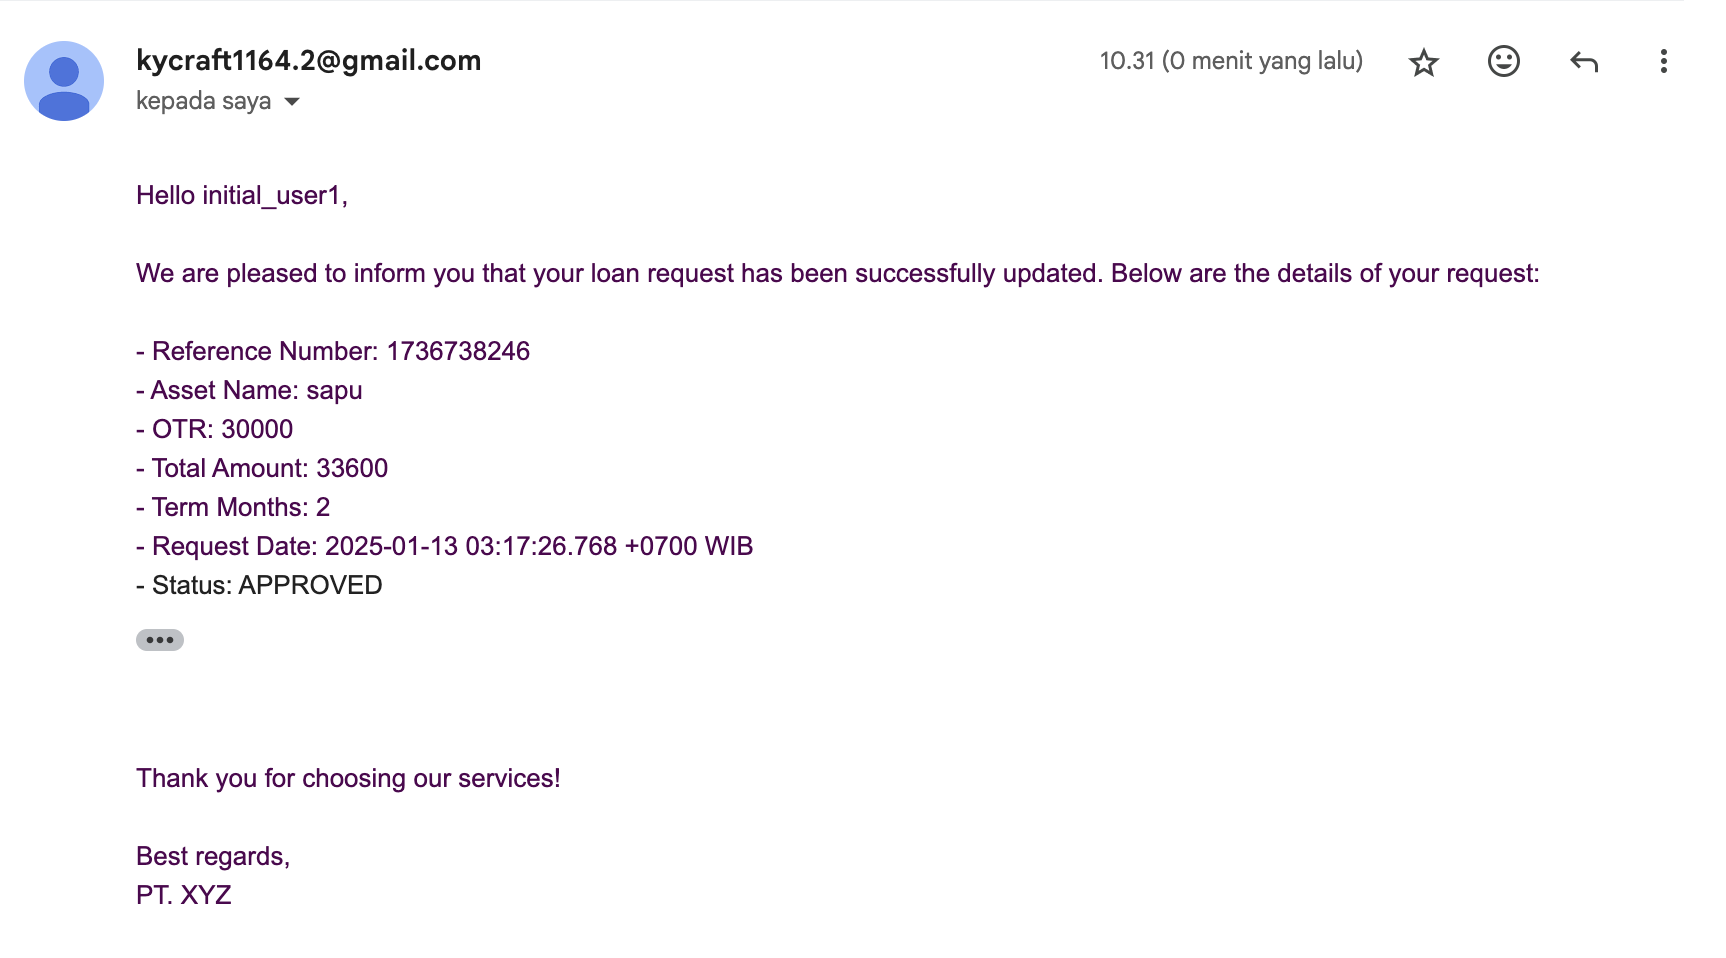 kycraft1164.2@gmail.com
10.31 (0 menit yang lalu)
kepada saya
Hello initial_user1,
We are pleased to inform you that your loan request has been successfully updated. Below are the details of your request:
- Reference Number: 1736738246
- Asset Name: sapu
- OTR: 30000
- Total Amount: 33600
- Term Months: 2
- Request Date: 2025-01-13 03:17:26.768 +0700 WIB
- Status: APPROVED
Thank you for choosing our services!
Best regards,
PT. XYZ